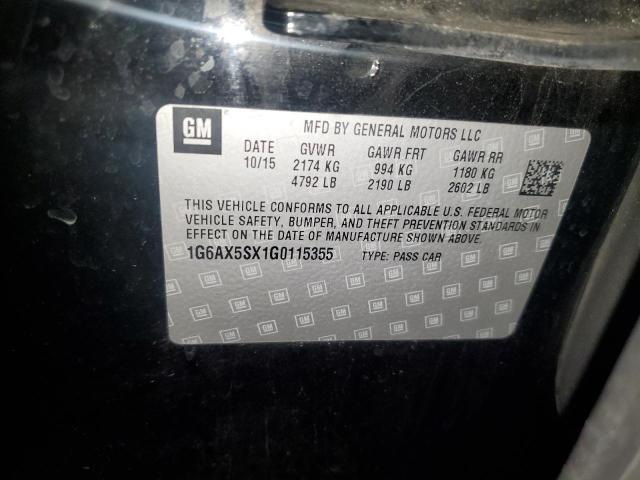 GM MFD BY GENERAL MOTORS LLC
DATE GVWR GAWR FRT GAWR RR
10/15 2174 KG 994 KG 1180 KG
4792 LB 2190 LB 2602 LB
THIS VEHICLE CONFORMS TO ALL APPLICABLE U.S. FEDERAL MOTOR
VEHICLE SAFETY, BUMPER, AND THEFT PREVENTION STANDARDS IN
EFFECT ON THE DATE OF MANUFACTURE SHOWN ABOVE.
1G6AX5SX1G0115355 TYPE: PASS CAR